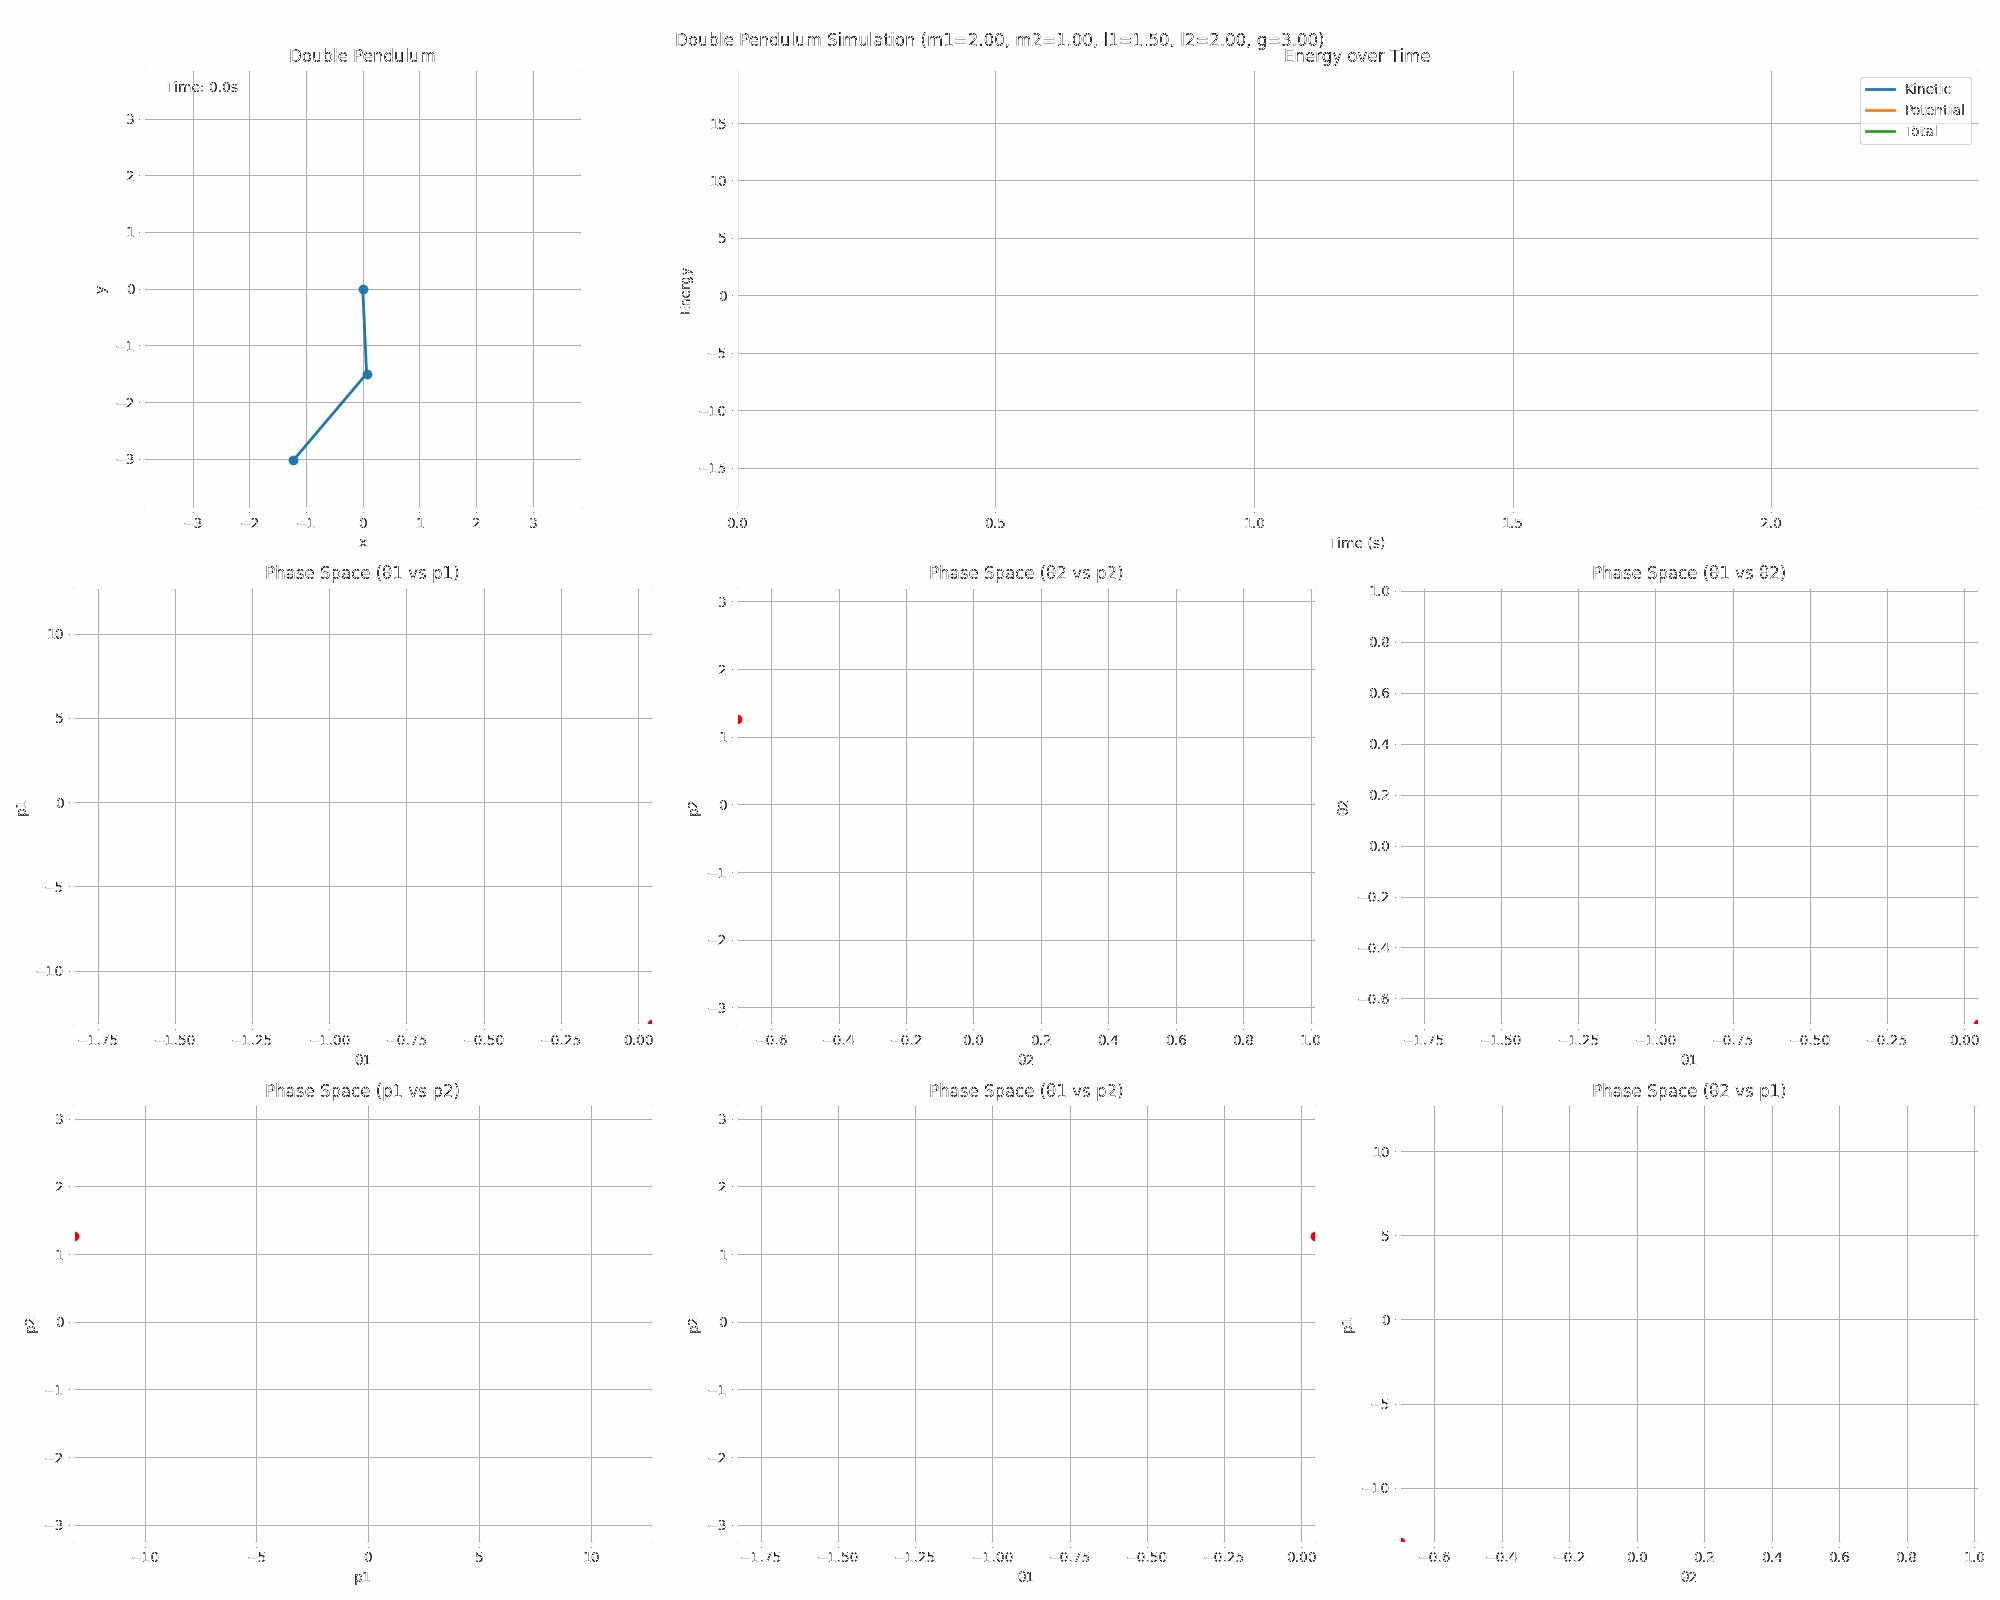 Double Pendulum Simulation (m1=2.00, m2=1.00, l1=1.50, l2=2.00, g=3.00)
Double Pendulum
Time: 0.0s
3
2
1
0
−1
−2
−3
y
−3 −2 −1 0 1 2 3
x
Energy over Time
Kinetic
Potential
Total
15
10
5
0
−5
−10
−15
Energy
0.0 0.5 1.0 1.5 2.0
Time (s)
Phase Space (θ1 vs p1)
10
5
0
−5
−10
p1
−1.75 −1.50 −1.25 −1.00 −0.75 −0.50 −0.25 0.00
θ1
Phase Space (θ2 vs p2)
3
2
1
0
−1
−2
−3
p2
−0.6 −0.4 −0.2 0.0 0.2 0.4 0.6 0.8 1.0
θ2
Phase Space (θ1 vs θ2)
1.0
0.8
0.6
0.4
0.2
0.0
−0.2
−0.4
−0.6
θ2
−1.75 −1.50 −1.25 −1.00 −0.75 −0.50 −0.25 0.00
θ1
Phase Space (p1 vs p2)
3
2
1
0
−1
−2
−3
p2
−10 −5 0 5 10
p1
Phase Space (θ1 vs p2)
3
2
1
0
−1
−2
−3
p2
−1.75 −1.50 −1.25 −1.00 −0.75 −0.50 −0.25 0.00
θ1
Phase Space (θ2 vs p1)
10
5
0
−5
−10
p1
−0.6 −0.4 −0.2 0.0 0.2 0.4 0.6 0.8 1.0
θ2